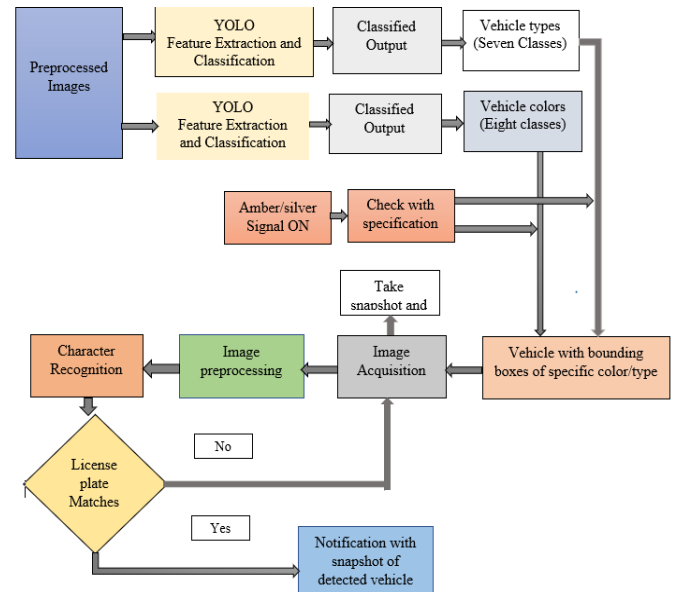 Preprocessed
Images
YOLO
Feature Extraction and
Classification
Classified
Output
Vehicle types
(Seven Classes)
YOLO
Feature Extraction
and Classification
Classified
Output
Vehicle colors
(Eight classes)
Amber/silver
Signal ON
Check with
specification
Take
snapshot and
Character
Recognition
Image
preprocessing
Image
Acquisition
Vehicle with bounding
boxes of specific color/type
License
plate
Matches
No
Yes
Notification with
snapshot of
detected vehicle